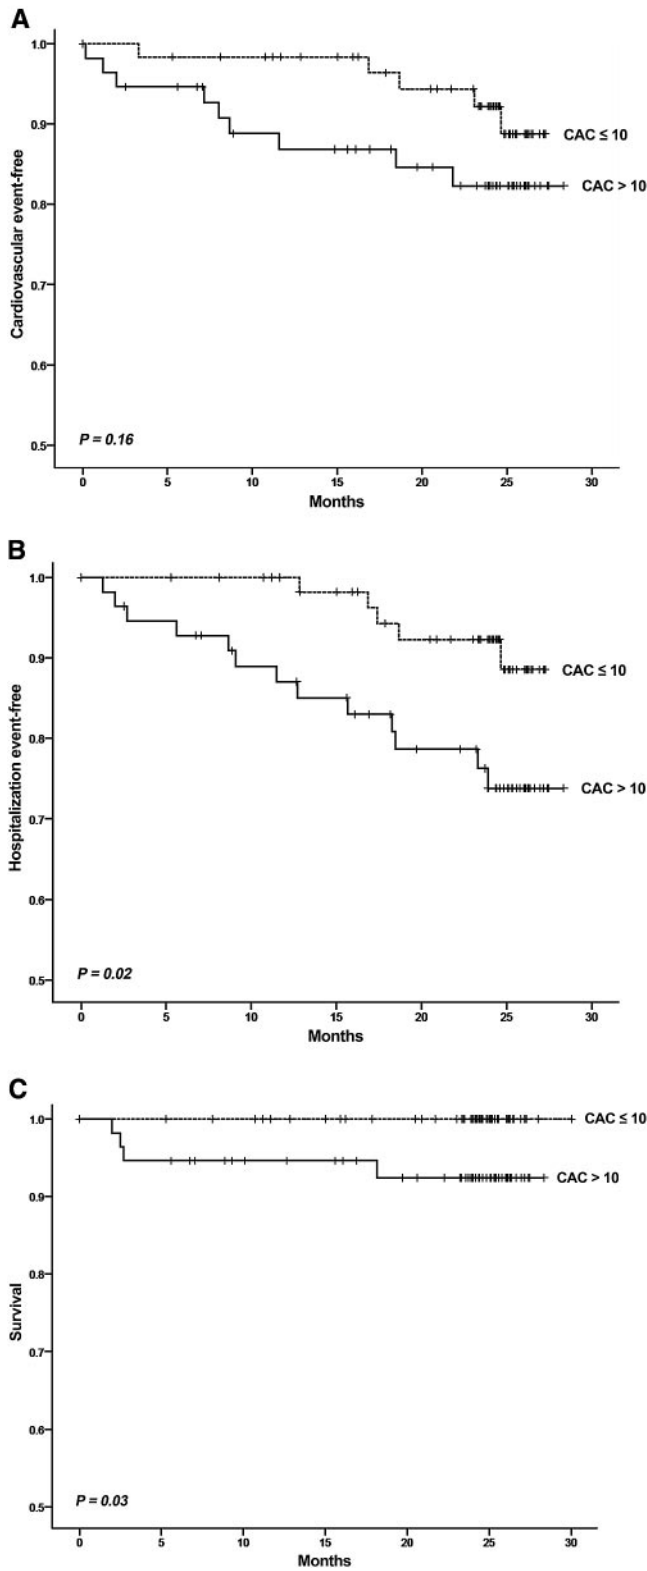 A
1.0
0.9
0.8
0.7
0.6
0.5
Cardiovascular event-free
CAC ≤ 10
CAC > 10
P = 0.16
0 5 10 15 20 25 30
Months
B
1.0
0.9
0.8
0.7
0.6
0.5
Hospitalization event-free
CAC ≤ 10
CAC > 10
P = 0.02
0 5 10 15 20 25 30
Months
C
1.0
0.9
0.8
0.7
0.6
0.5
Survival
CAC ≤ 10
CAC > 10
P = 0.03
0 5 10 15 20 25 30
Months